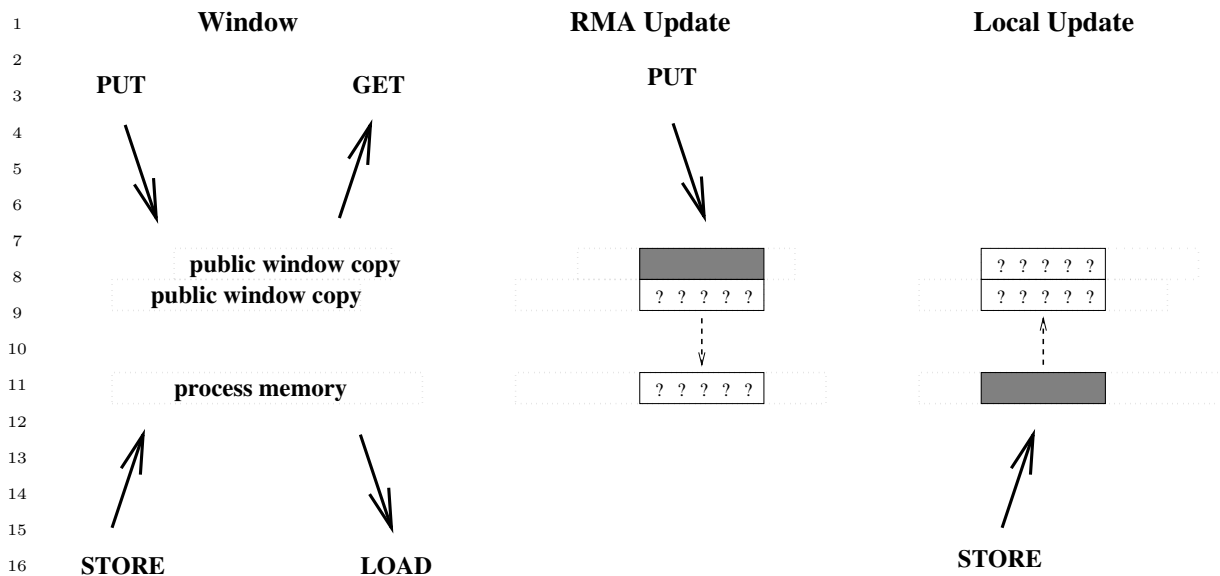 1 Window RMA Update Local Update
2
PUT GET PUT
3
4
5
6
7
public window copy ? ? ? ? ?
8
public window copy ? ? ? ? ? ? ? ? ? ?
9
10
11 process memory ? ? ? ? ?
12
13
14
15
16 STORE LOAD STORE